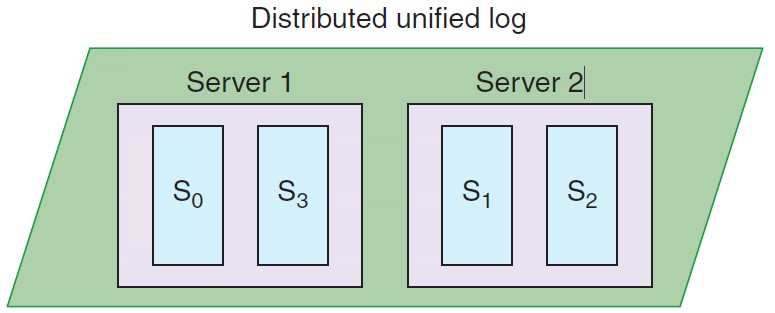 Distributed unified log
Server 1
Server 2
S0
S3
S1
S2